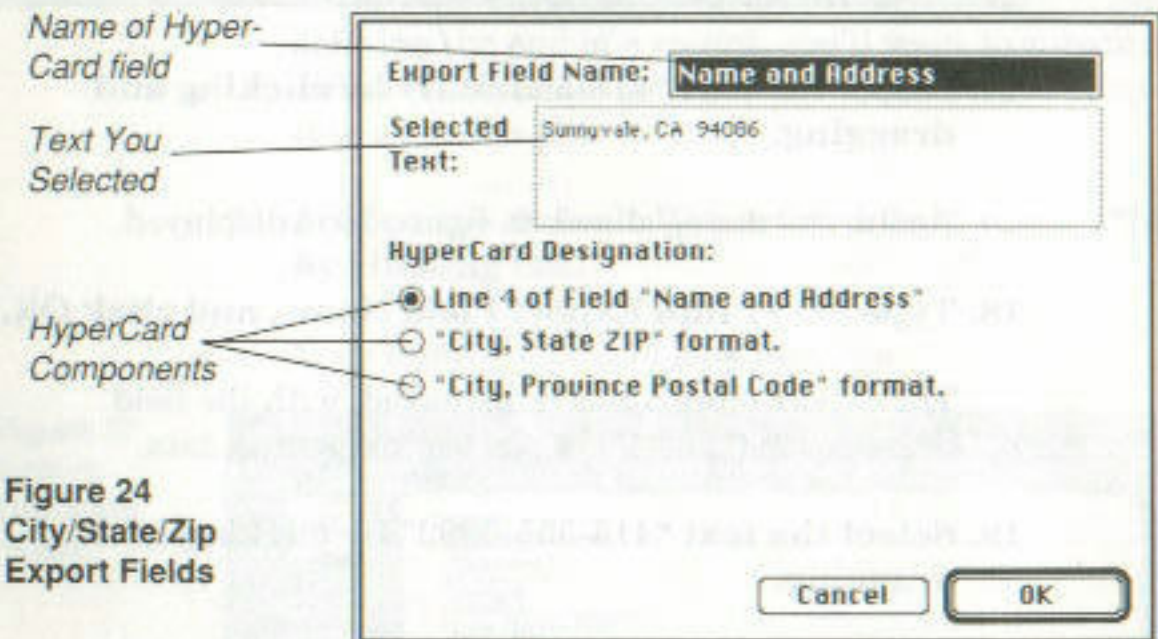 Name of Hyper-
Card field
Export Field Name: Name and Address
Text You
Selected
Selected
Text:
Sunnyvale, CA 94086
HyperCard Designation:
HyperCard
Components
Line 4 of Field "Name and Address"
"City, State ZIP" format.
"City, Province Postal Code" format.
Figure 24
City/State/Zip
Export Fields
Cancel
OK